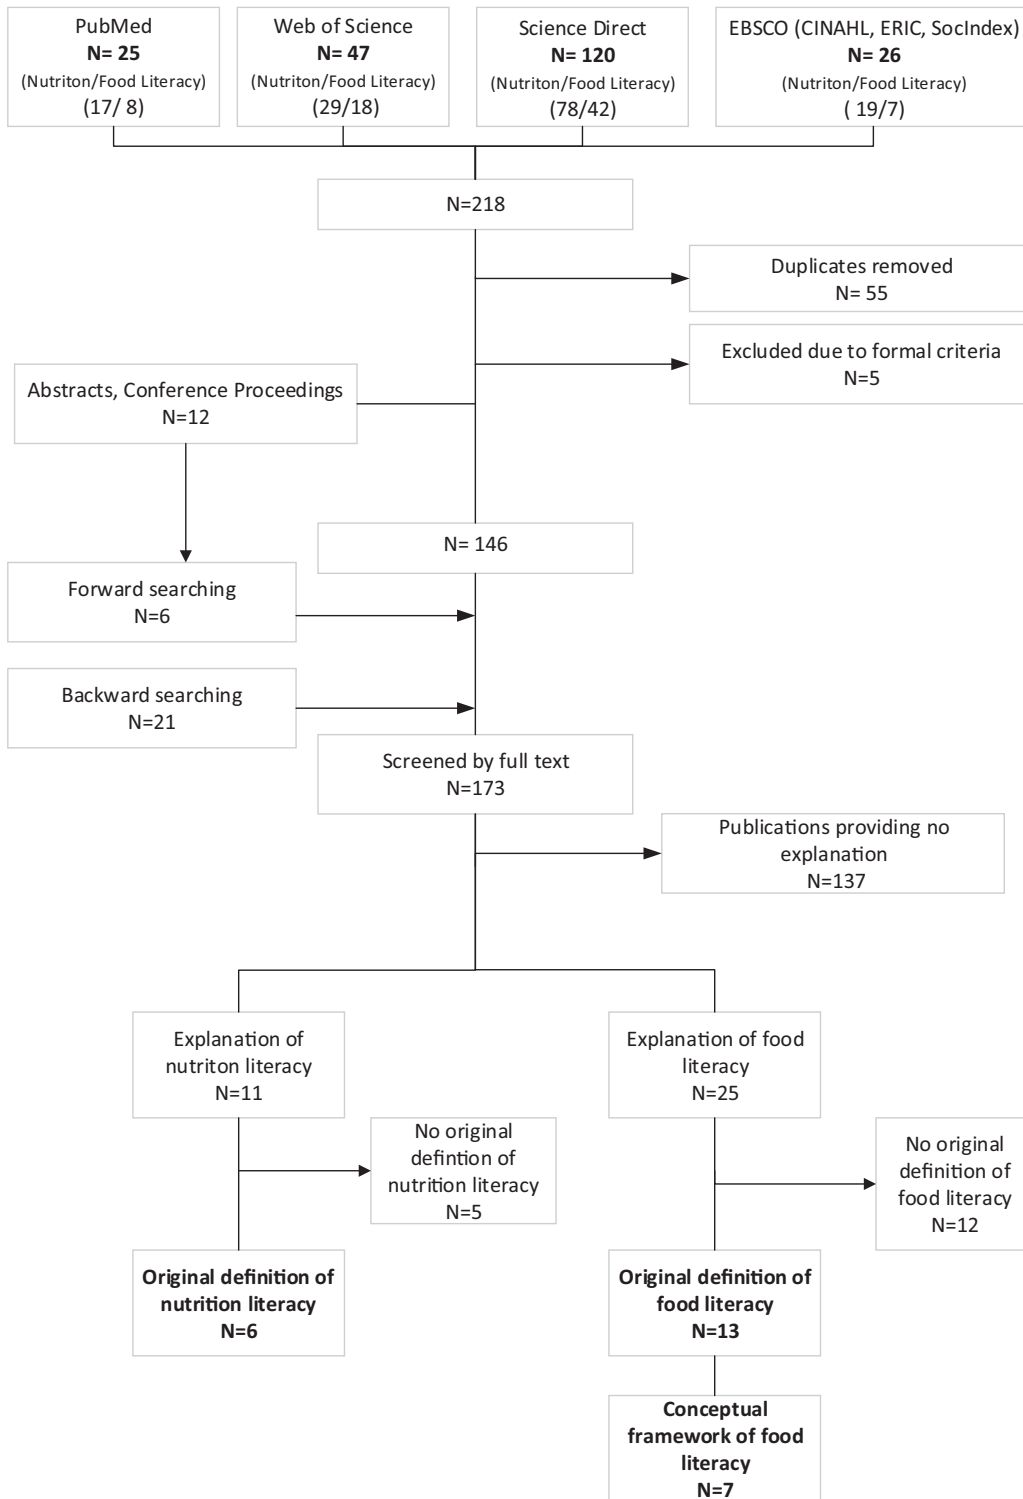 PubMed
N= 25
(Nutriton/Food Literacy)
(17/ 8)
Web of Science
N= 47
(Nutriton/Food Literacy)
(29/18)
Science Direct
N= 120
(Nutriton/Food Literacy)
(78/42)
EBSCO (CINAHL, ERIC, SocIndex)
N= 26
(Nutriton/Food Literacy)
( 19/7)
N=218
Duplicates removed
N= 55
Excluded due to formal criteria
N=5
Abstracts, Conference Proceedings
N=12
N= 146
Forward searching
N=6
Backward searching
N=21
Screened by full text
N=173
Publications providing no
explanation
N=137
Explanation of
nutriton literacy
N=11
Explanation of food
literacy
N=25
No original
defintion of
nutrition literacy
N=5
No original
definition of
food literacy
N=12
Original definition of
nutrition literacy
N=6
Original definition of
food literacy
N=13
Conceptual
framework of food
literacy
N=7